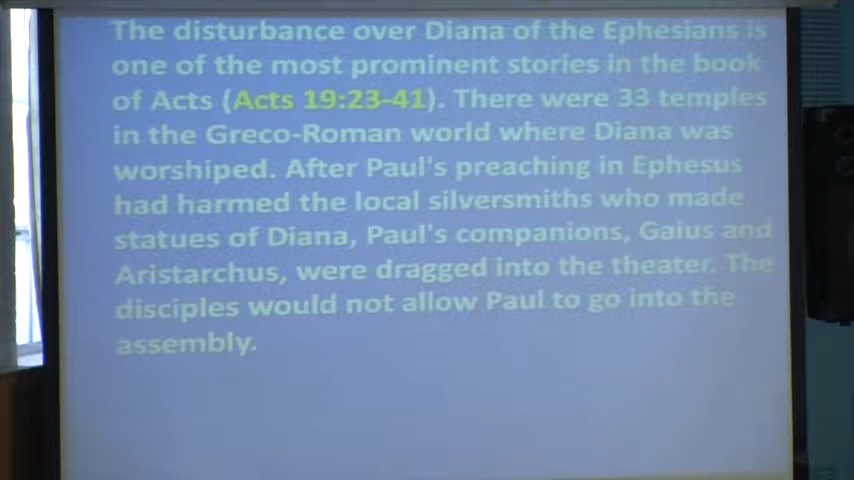 The disturbance over Diana of the Ephesians is
one of the most prominent stories in the book
of Acts (Acts 19:23-41). There were 33 temples
in the Greco-Roman world where Diana was
worshiped. After Paul's preaching in Ephesus
had harmed the local silversmiths who made
statues of Diana, Paul's companions, Gaius and
Aristarchus, were dragged into the theater. The
disciples would not allow Paul to go into the
assembly.